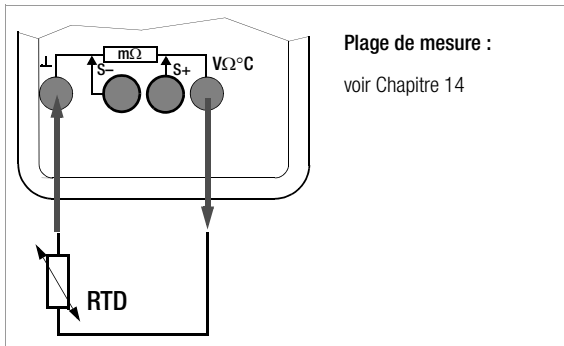 mΩ
⊥ S– S+ VΩ°C
RTD
Plage de mesure :
voir Chapitre 14